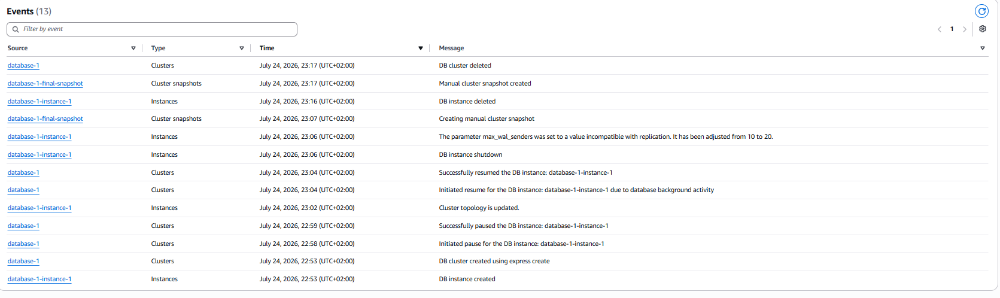 Events (13)
Filter by event
1
Source Type Time Message
database-1 Clusters July 24, 2026, 23:17 (UTC+02:00) DB cluster deleted
database-1-final-snapshot Cluster snapshots July 24, 2026, 23:17 (UTC+02:00) Manual cluster snapshot created
database-1-instance-1 Instances July 24, 2026, 23:16 (UTC+02:00) DB instance deleted
database-1-final-snapshot Cluster snapshots July 24, 2026, 23:07 (UTC+02:00) Creating manual cluster snapshot
database-1-instance-1 Instances July 24, 2026, 23:06 (UTC+02:00) The parameter max_wal_senders was set to a value incompatible with replication. It has been adjusted from 10 to 20.
database-1-instance-1 Instances July 24, 2026, 23:06 (UTC+02:00) DB instance shutdown
database-1 Clusters July 24, 2026, 23:04 (UTC+02:00) Successfully resumed the DB instance: database-1-instance-1
database-1 Clusters July 24, 2026, 23:04 (UTC+02:00) Initiated resume for the DB instance: database-1-instance-1 due to database background activity
database-1-instance-1 Instances July 24, 2026, 23:02 (UTC+02:00) Cluster topology is updated.
database-1 Clusters July 24, 2026, 22:59 (UTC+02:00) Successfully paused the DB instance: database-1-instance-1
database-1 Clusters July 24, 2026, 22:58 (UTC+02:00) Initiated pause for the DB instance: database-1-instance-1
database-1 Clusters July 24, 2026, 22:53 (UTC+02:00) DB cluster created using express create
database-1-instance-1 Instances July 24, 2026, 22:53 (UTC+02:00) DB instance created